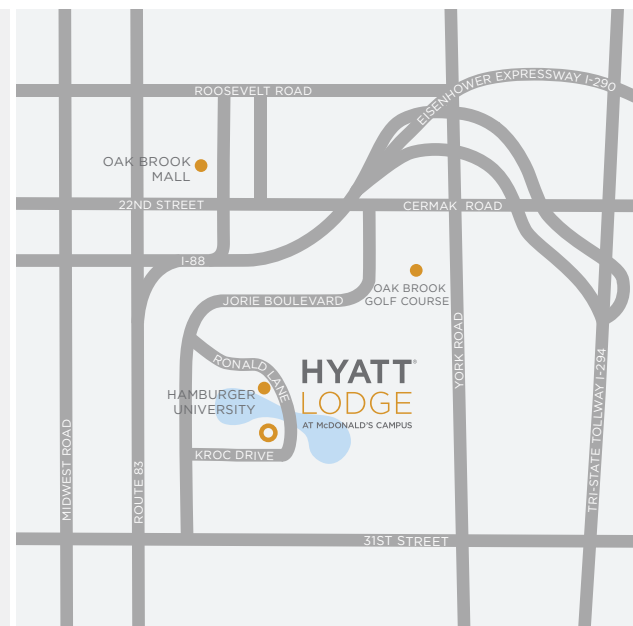 ROOSEVELT ROAD
EISENHOWER EXPRESSWAY I-290
OAK BROOK
MALL
22ND STREET
CERMAK ROAD
I-88
OAK BROOK
GOLF COURSE
JORIE BOULEVARD
YORK ROAD
RONALD LANE
HYATT®
LODGE
AT McDONALD'S CAMPUS
HAMBURGER
UNIVERSITY
KROC DRIVE
MIDWEST ROAD
ROUTE 83
TRI-STATE TOLLWAY I-294
31ST STREET